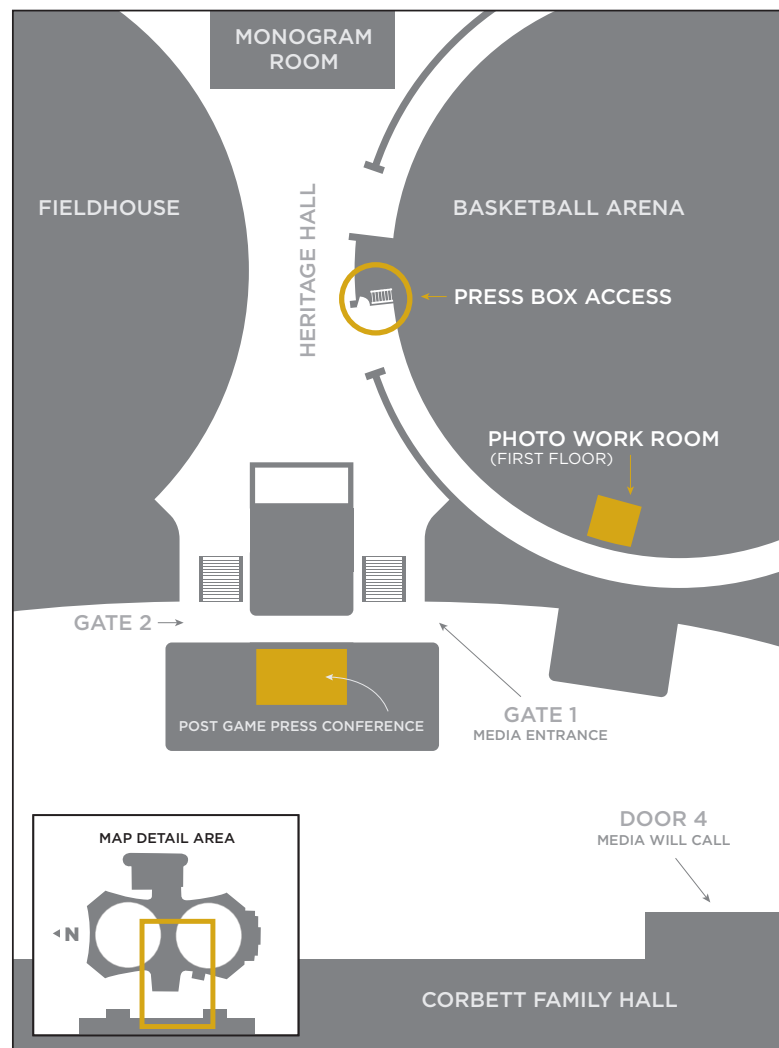 MONOGRAM
ROOM
FIELDHOUSE
HERITAGE HALL
BASKETBALL ARENA
PRESS BOX ACCESS
PHOTO WORK ROOM
(FIRST FLOOR)
GATE 2
POST GAME PRESS CONFERENCE
GATE 1
MEDIA ENTRANCE
DOOR 4
MEDIA WILL CALL
MAP DETAIL AREA
N
CORBETT FAMILY HALL